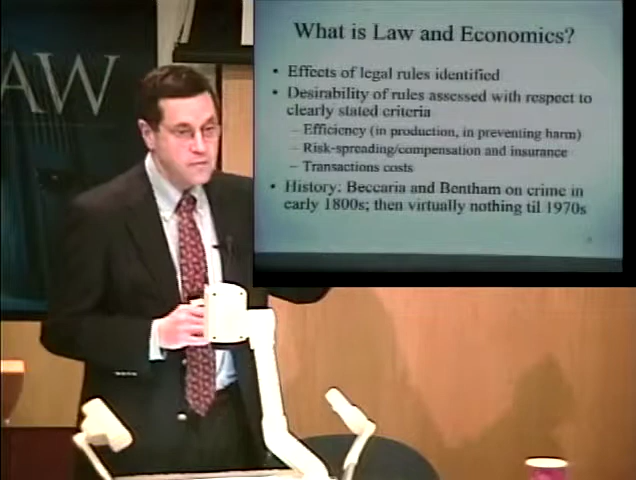 AW
What is Law and Economics?
• Effects of legal rules identified
• Desirability of rules assessed with respect to
clearly stated criteria
– Efficiency (in production, in preventing harm)
– Risk-spreading/compensation and insurance
– Transactions costs
• History: Beccaria and Bentham on crime in
early 1800s; then virtually nothing til 1970s